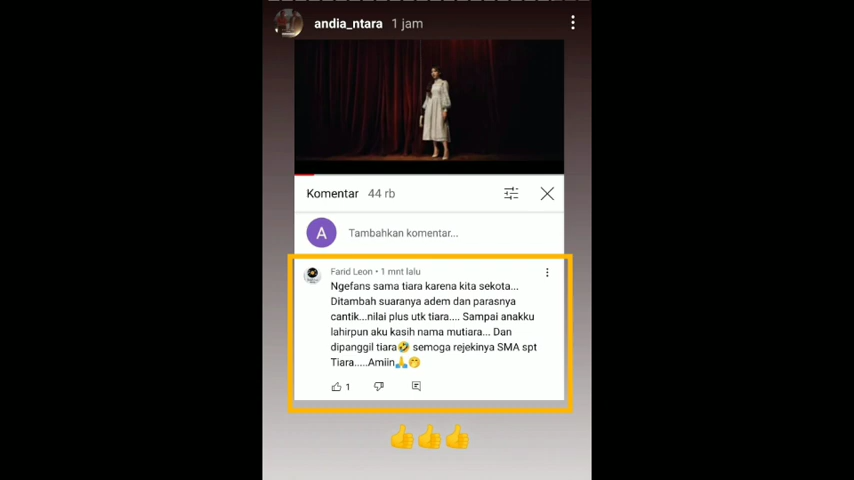 andia_ntara 1 jam
Komentar 44 rb
A Tambahkan komentar...
Farid Leon • 1 mnt lalu
Ngefans sama tiara karena kita sekota...
Ditambah suaranya adem dan parasnya
cantik...nilai plus utk tiara.... Sampai anakku
lahirpun aku kasih nama mutiara... Dan
dipanggil tiara🤣 semoga rejekinya SMA spt
Tiara.....Amiin🙏🤭
1
👍👍👍